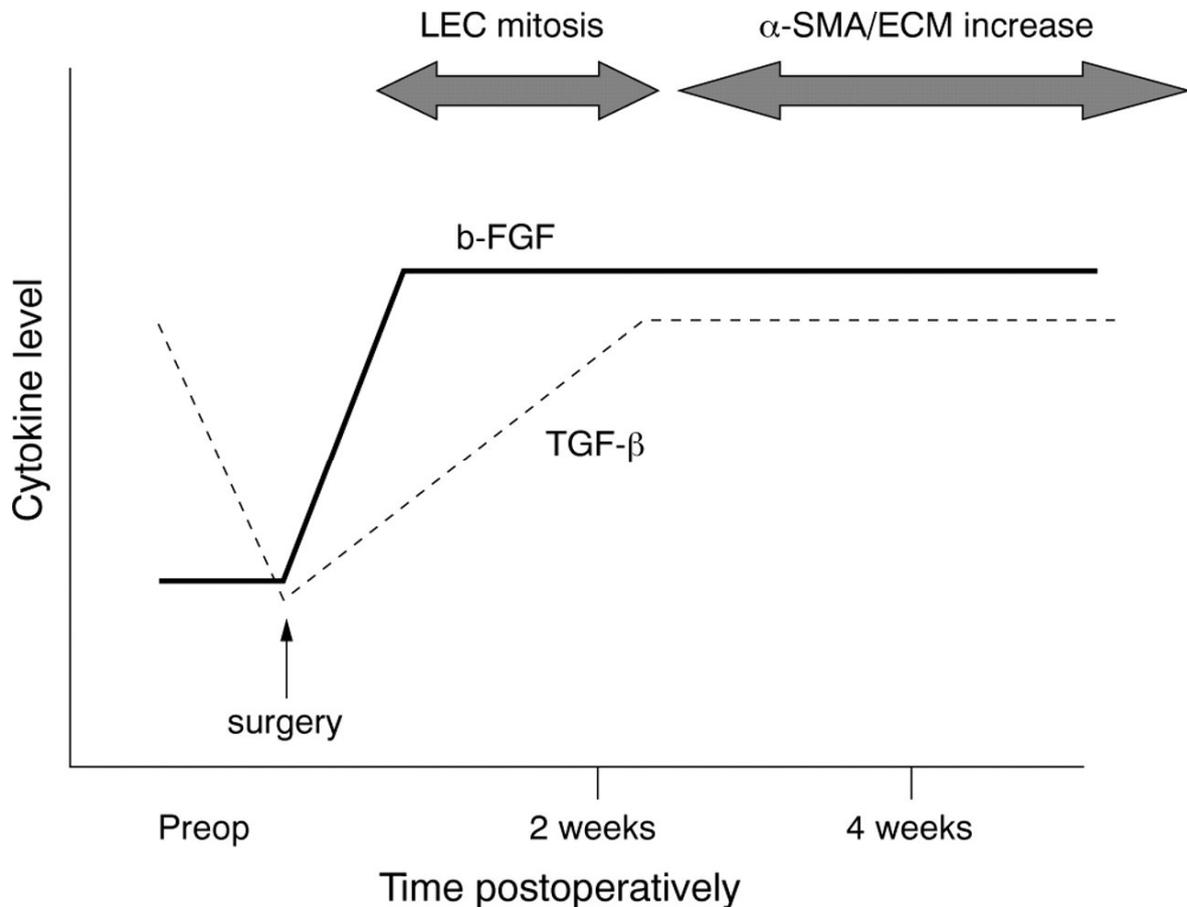 LEC mitosis
α-SMA/ECM increase
b-FGF
Cytokine level
TGF-β
surgery
Preop
2 weeks
4 weeks
Time postoperatively